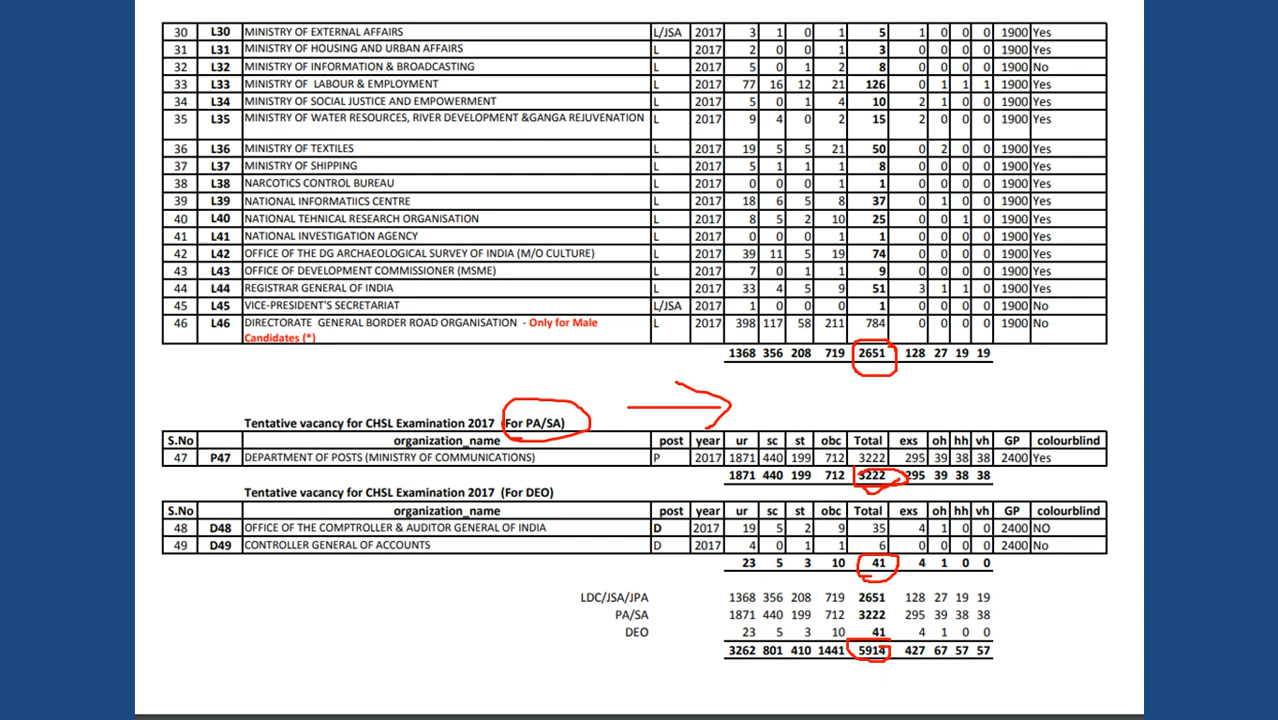 30 L30 MINISTRY OF EXTERNAL AFFAIRS L/JSA 2017 3 1 0 1 5 1 0 0 0 1900 Yes
31 L31 MINISTRY OF HOUSING AND URBAN AFFAIRS L 2017 2 0 0 1 3 0 0 0 0 1900 Yes
32 L32 MINISTRY OF INFORMATION & BROADCASTING L 2017 5 0 1 2 8 0 0 0 0 1900 No
33 L33 MINISTRY OF LABOUR & EMPLOYMENT L 2017 77 16 12 21 126 0 1 1 1 1900 Yes
34 L34 MINISTRY OF SOCIAL JUSTICE AND EMPOWERMENT L 2017 5 0 1 4 10 2 1 0 0 1900 Yes
35 L35 MINISTRY OF WATER RESOURCES, RIVER DEVELOPMENT &GANGA REJUVENATION L 2017 9 4 0 2 15 2 0 0 0 1900 Yes
36 L36 MINISTRY OF TEXTILES L 2017 19 5 5 21 50 0 2 0 0 1900 Yes
37 L37 MINISTRY OF SHIPPING L 2017 5 1 1 1 8 0 0 0 0 1900 Yes
38 L38 NARCOTICS CONTROL BUREAU L 2017 0 0 0 1 1 0 0 0 0 1900 Yes
39 L39 NATIONAL INFORMATIICS CENTRE L 2017 18 6 5 8 37 0 1 0 0 1900 Yes
40 L40 NATIONAL TEHNICAL RESEARCH ORGANISATION L 2017 8 5 2 10 25 0 0 1 0 1900 Yes
41 L41 NATIONAL INVESTIGATION AGENCY L 2017 0 0 0 1 1 0 0 0 0 1900 Yes
42 L42 OFFICE OF THE DG ARCHAEOLOGICAL SURVEY OF INDIA (M/O CULTURE) L 2017 39 11 5 19 74 0 0 0 0 1900 Yes
43 L43 OFFICE OF DEVELOPMENT COMMISSIONER (MSME) L 2017 7 0 1 1 9 0 0 0 0 1900 Yes
44 L44 REGISTRAR GENERAL OF INDIA L 2017 33 4 5 9 51 3 1 1 0 1900 Yes
45 L45 VICE-PRESIDENT'S SECRETARIAT L/JSA 2017 1 0 0 0 1 0 0 0 0 1900 No
46 L46 DIRECTORATE GENERAL BORDER ROAD ORGANISATION - Only for Male L 2017 398 117 58 211 784 0 0 0 0 1900 No
Candidates (*)
1368 356 208 719 2651 128 27 19 19
Tentative vacancy for CHSL Examination 2017 (For PA/SA)
S.No organization_name post year ur sc st obc Total exs oh hh vh GP colourblind
47 P47 DEPARTMENT OF POSTS (MINISTRY OF COMMUNICATIONS) P 2017 1871 440 199 712 3222 295 39 38 38 2400 Yes
1871 440 199 712 3222 295 39 38 38
Tentative vacancy for CHSL Examination 2017 (For DEO)
S.No organization_name post year ur sc st obc Total exs oh hh vh GP colourblind
48 D48 OFFICE OF THE COMPTROLLER & AUDITOR GENERAL OF INDIA D 2017 19 5 2 9 35 4 1 0 0 2400 NO
49 D49 CONTROLLER GENERAL OF ACCOUNTS D 2017 4 0 1 1 6 0 0 0 0 2400 No
23 5 3 10 41 4 1 0 0
LDC/JSA/JPA 1368 356 208 719 2651 128 27 19 19
PA/SA 1871 440 199 712 3222 295 39 38 38
DEO 23 5 3 10 41 4 1 0 0
3262 801 410 1441 5914 427 67 57 57